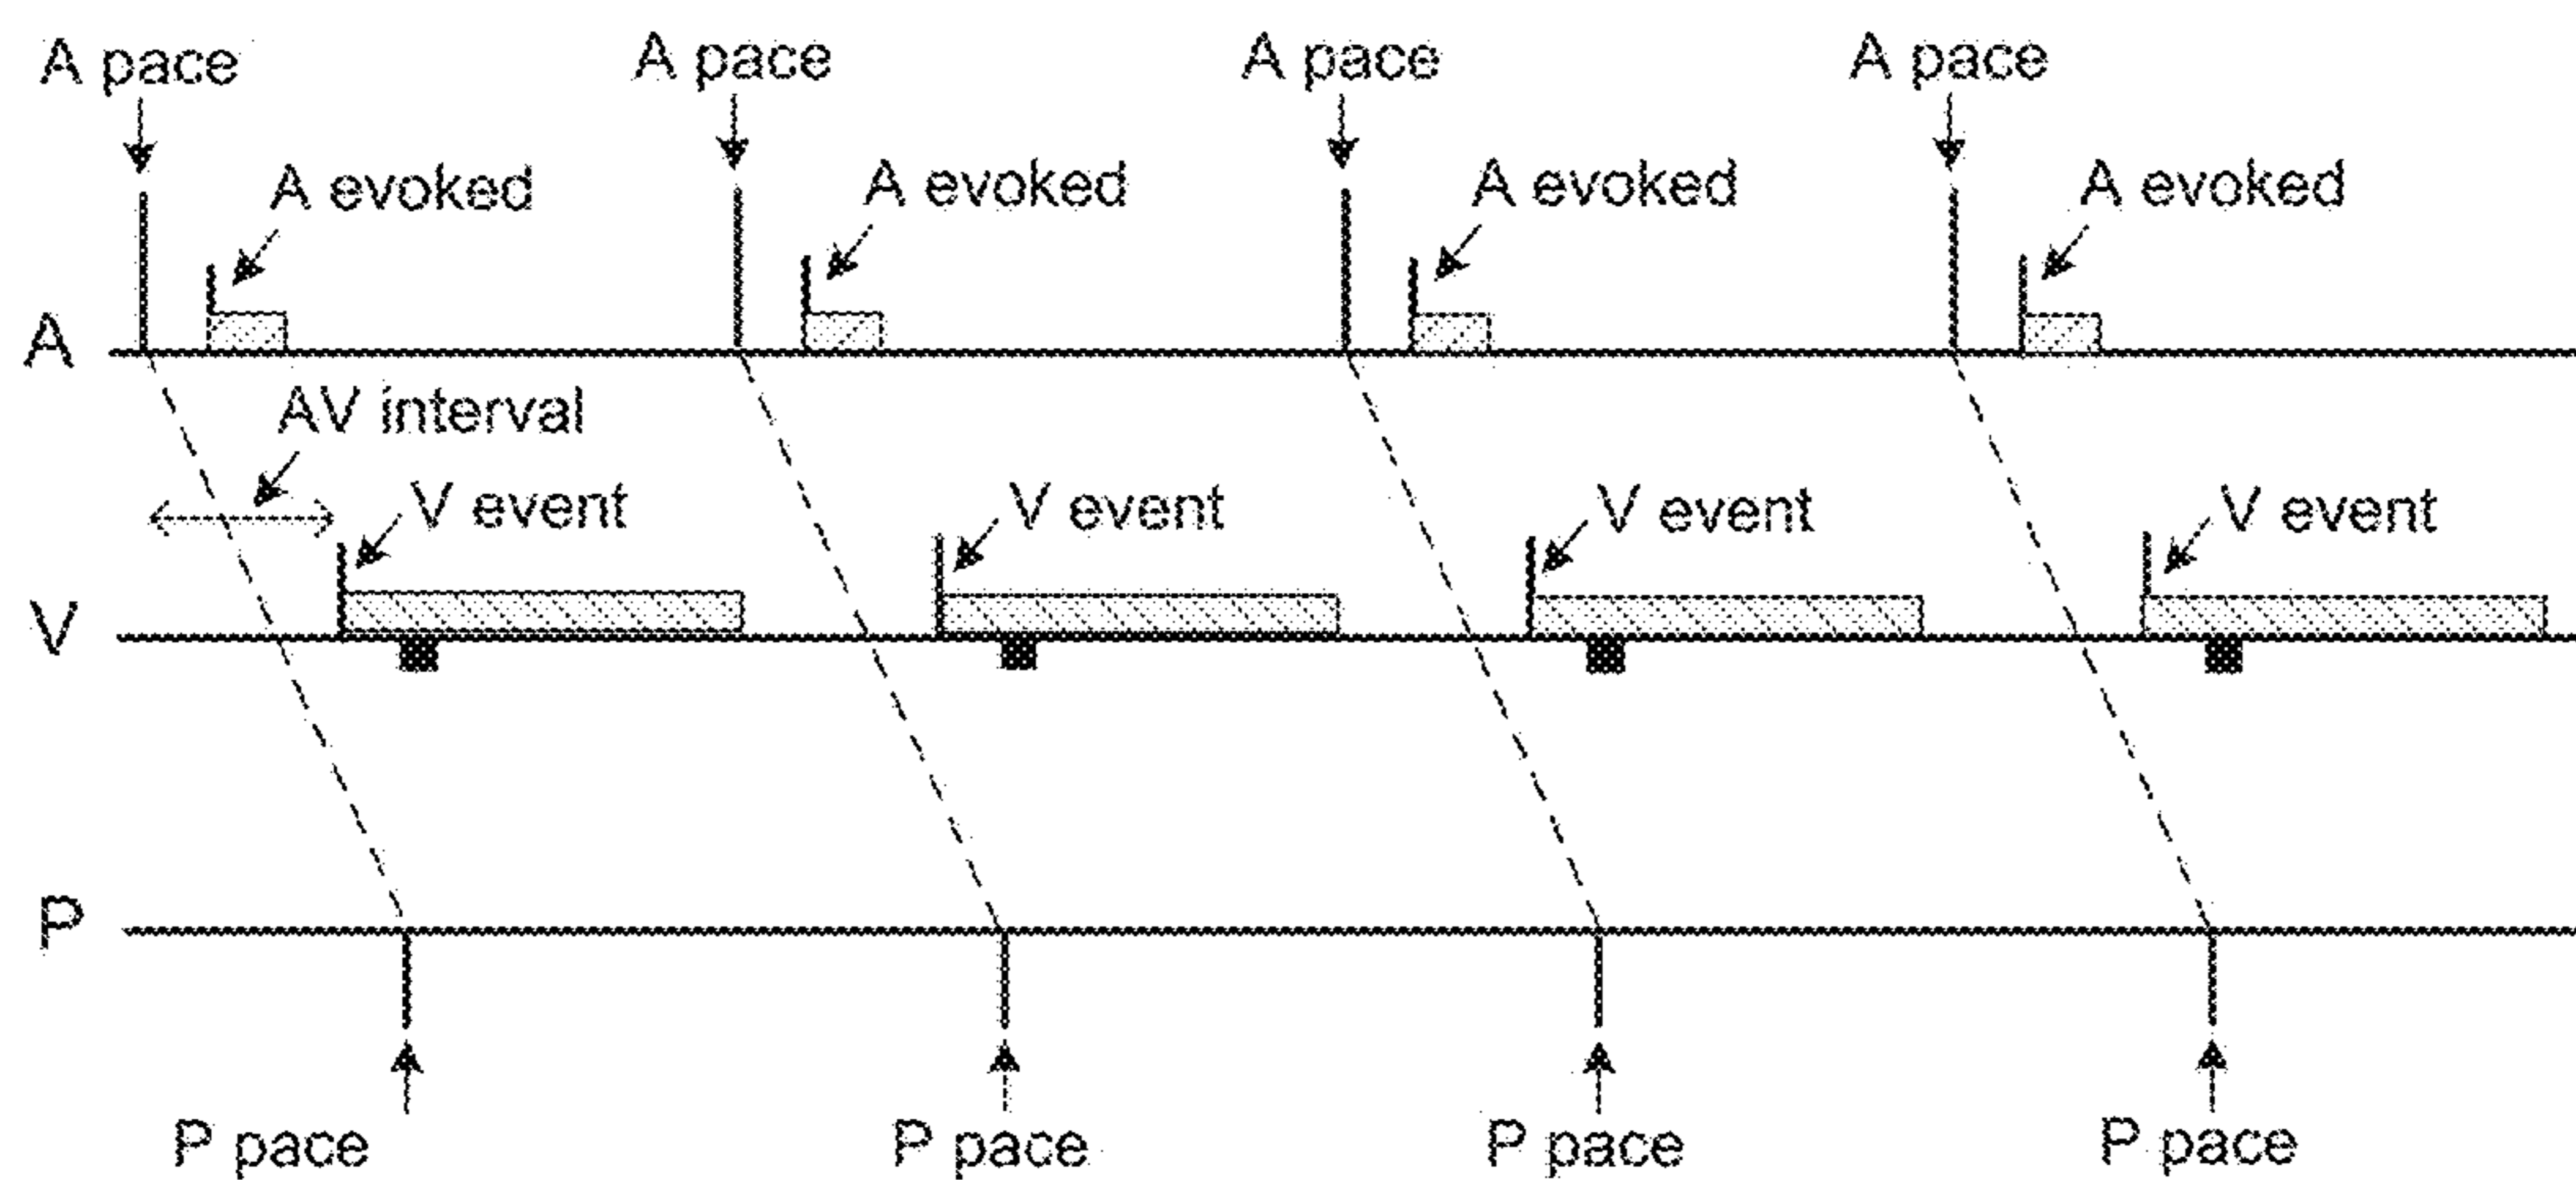 A pace A pace A pace A pace
A evoked A evoked A evoked A evoked
A
AV interval
V event V event V event V event
V
P
P pace P pace P pace P pace